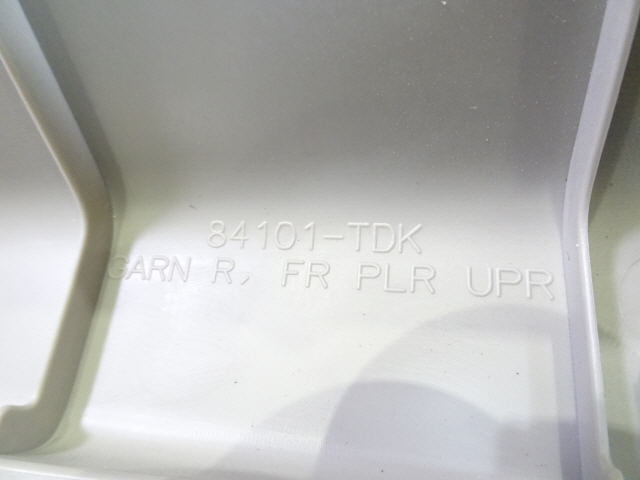 84101-TDK
GARN R, FR PLR UPR